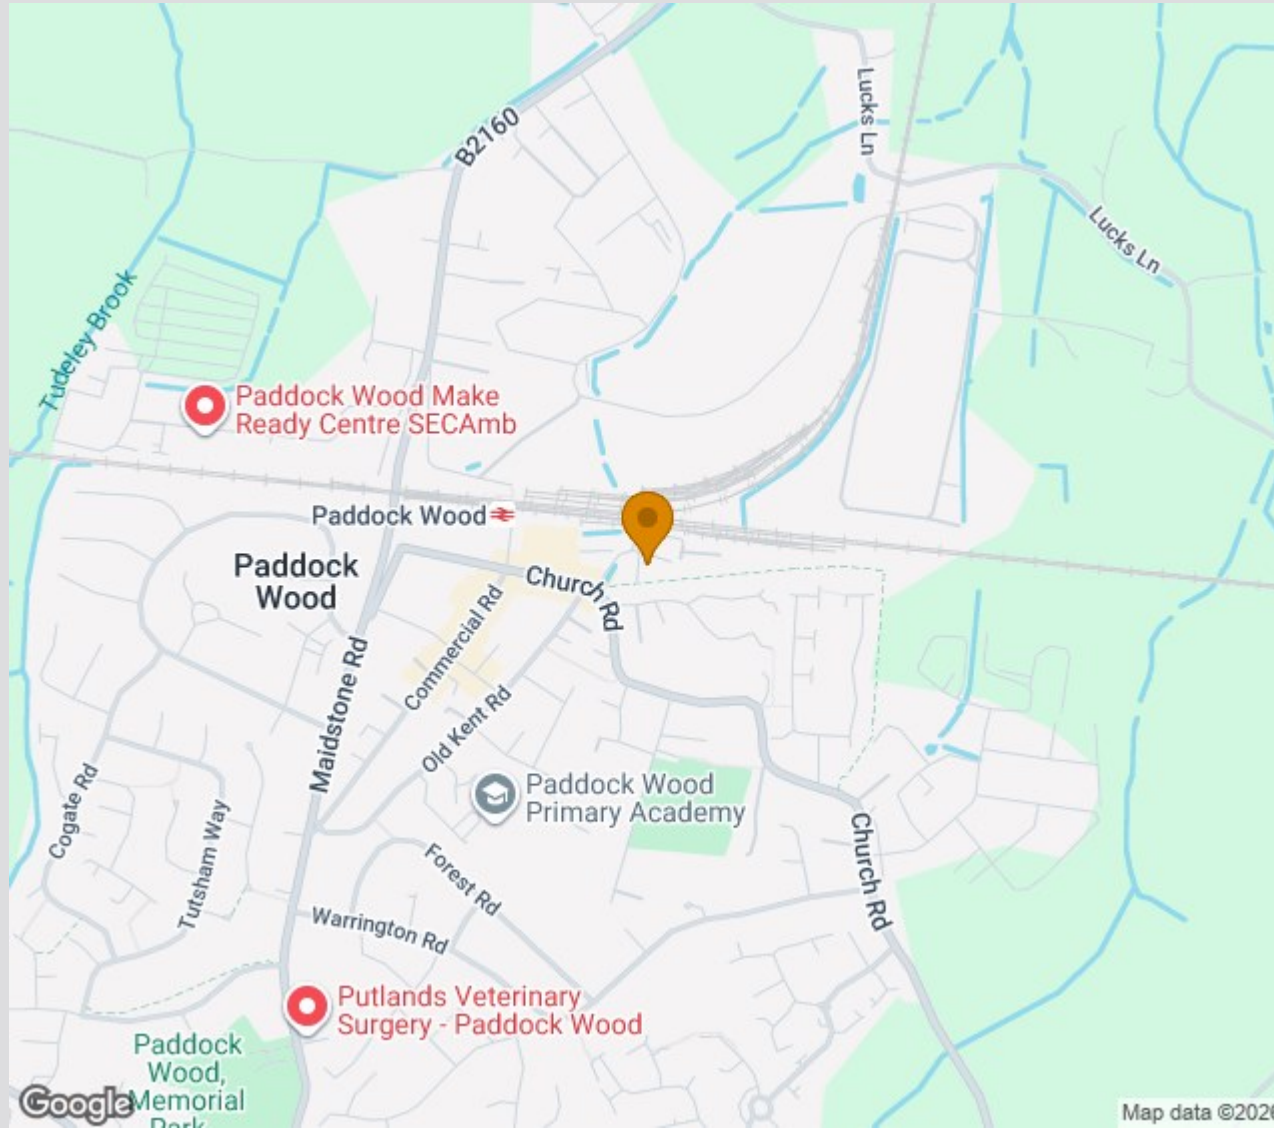 B2160
Lucks Ln
Lucks Ln
Tudeley Brook
Paddock Wood Make
Ready Centre SECAmb
Paddock Wood
Paddock
Wood
Church Rd
Commercial Rd
Maidstone Rd
Old Kent Rd
Paddock Wood
Primary Academy
Cogate Rd
Tutsham Way
Forest Rd
Church Rd
Warrington Rd
Putlands Veterinary
Surgery - Paddock Wood
Paddock
Wood,
Memorial
Park
Google
Map data ©2026